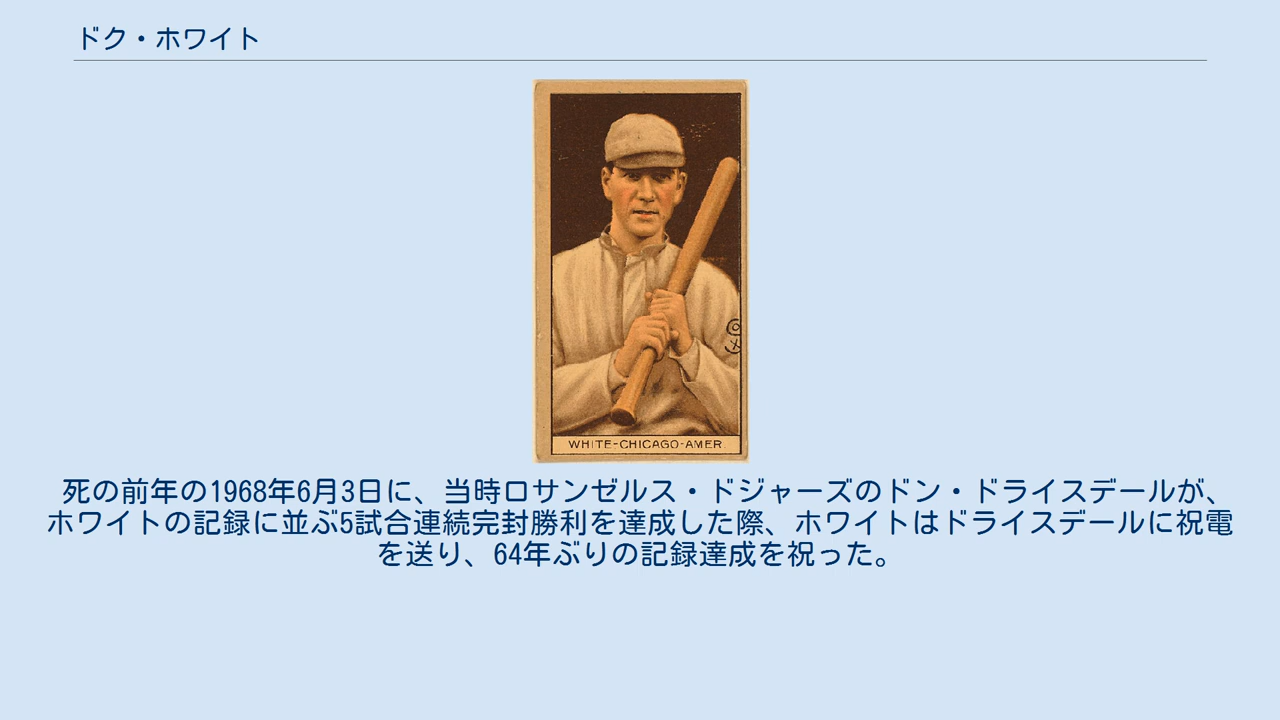 ドク・ホワイト
WHITE-CHICAGO-AMER.
死の前年の1968年6月3日に、当時ロサンゼルス・ドジャーズのドン・ドライスデールが、
ホワイトの記録に並ぶ5試合連続完封勝利を達成した際、ホワイトはドライスデールに祝電
を送り、64年ぶりの記録達成を祝った。